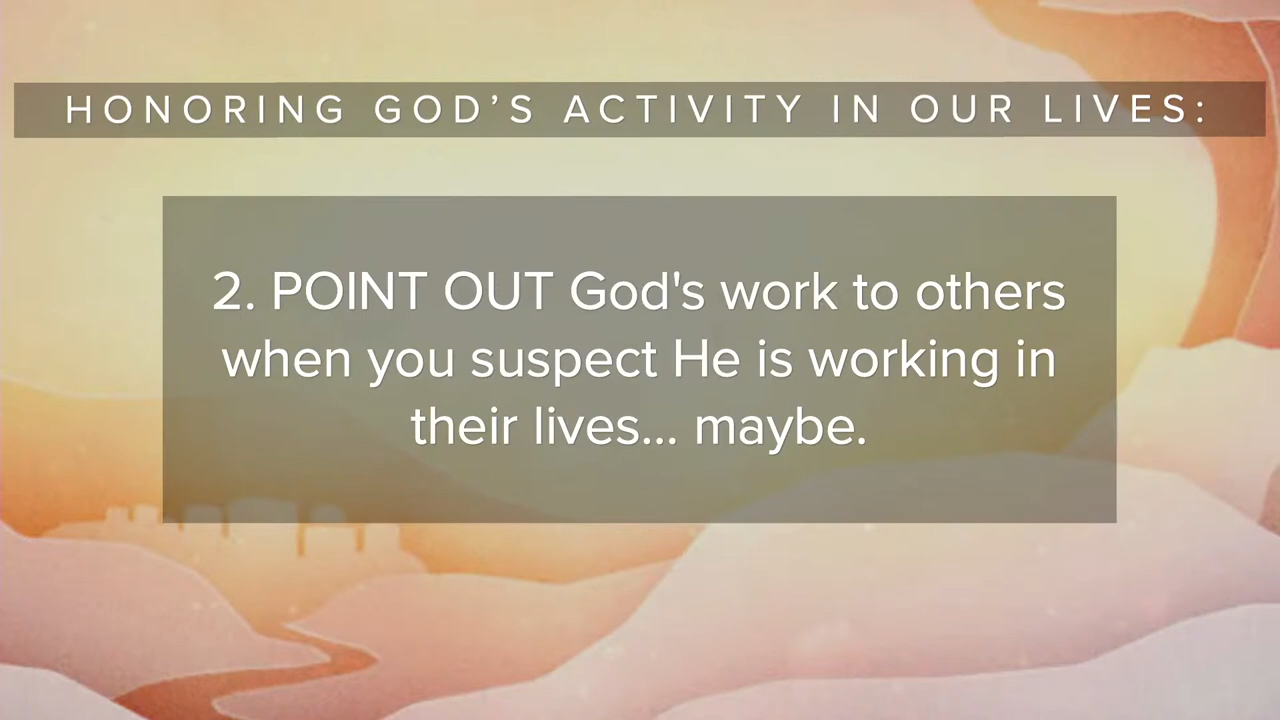 HONORING GOD’S ACTIVITY IN OUR LIVES:
2. POINT OUT God's work to others
when you suspect He is working in
their lives... maybe.